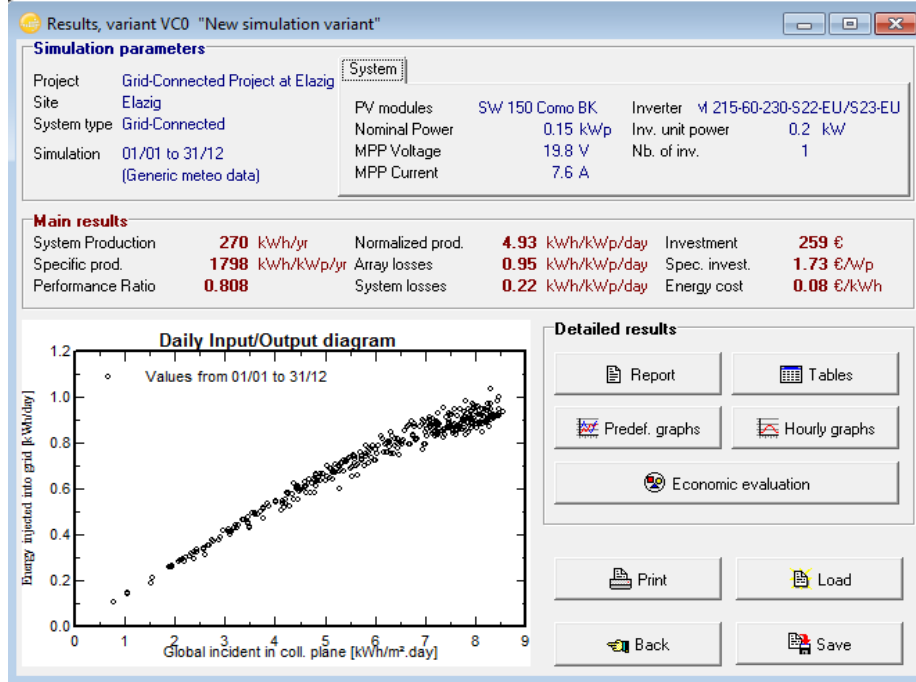 Results, variant VC0 "New simulation variant"
Simulation parameters
Project Grid-Connected Project at Elazig
Site Elazig
System type Grid-Connected
Simulation 01/01 to 31/12
(Generic meteo data)
System
PV modules SW 150 Como BK Inverter M 215-60-230-S22-EU/S23-EU
Nominal Power 0.15 kWp Inv. unit power 0.2 kW
MPP Voltage 19.8 V Nb. of inv. 1
MPP Current 7.6 A
Main results
System Production 270 kWh/yr Normalized prod. 4.93 kWh/kWp/day Investment 259 €
Specific prod. 1798 kWh/kWp/yr Array losses 0.95 kWh/kWp/day Spec. invest. 1.73 €/Wp
Performance Ratio 0.808 System losses 0.22 kWh/kWp/day Energy cost 0.08 €/kWh
Daily Input/Output diagram
Values from 01/01 to 31/12
Energy injected into grid [kWh/day]
1.2
1.0
0.8
0.6
0.4
0.2
0.0
0 1 2 3 4 5 6 7 8 9
Global incident in coll. plane [kWh/m².day]
Detailed results
Report Tables
Predef. graphs Hourly graphs
Economic evaluation
Print Load
Back Save